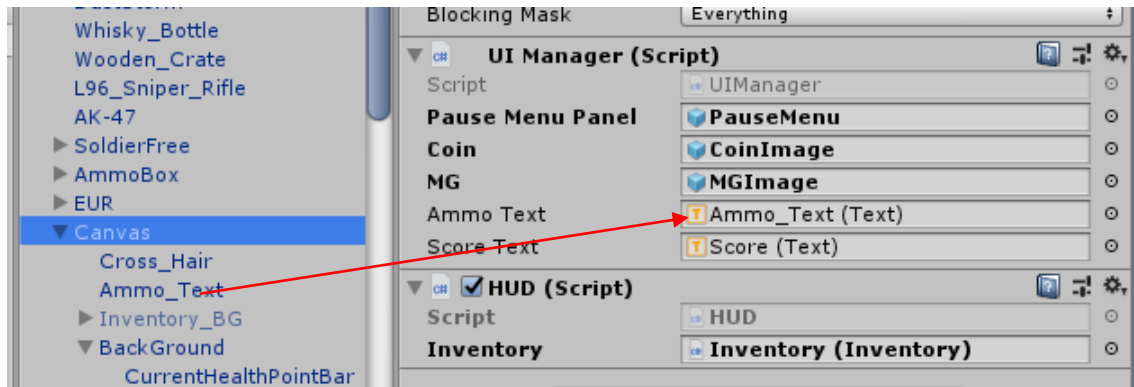 Whisky_Bottle
Wooden_Crate
L96_Sniper_Rifle
AK-47
SoldierFree
AmmoBox
EUR
Canvas
Cross_Hair
Ammo_Text
Inventory_BG
BackGround
CurrentHealthPointBar
Blocking Mask Everything
UI Manager (Script)
Script UIManager
Pause Menu Panel PauseMenu
Coin CoinImage
MG MGImage
Ammo Text Ammo_Text (Text)
Score Text Score (Text)
HUD (Script)
Script HUD
Inventory Inventory (Inventory)